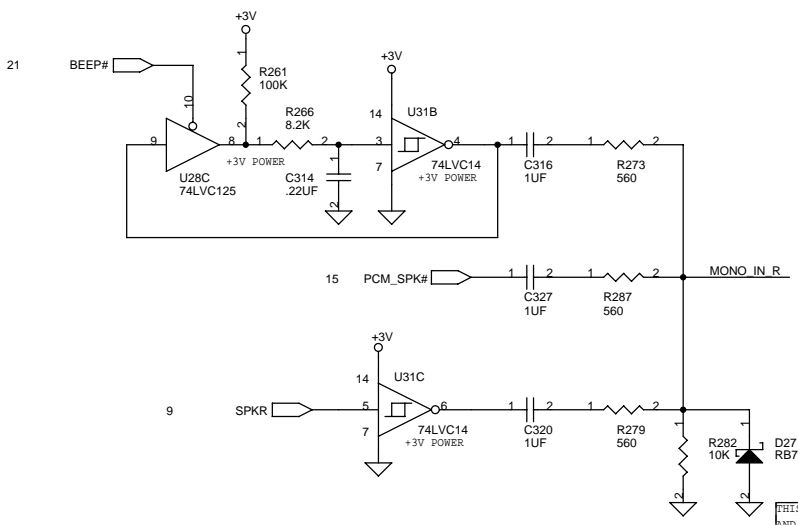 +3V
21
BEEP#
1
R261
100K
2
+3V
10
R266
8.2K
14
U31B
9
8
1
2
3
4
1
2
1
2
+3V POWER
U28C
74LVC125
C314
.22UF
1
2
7
74LVC14
+3V POWER
C316
1UF
R273
560
15
PCM_SPK#
1
2
1
2
MONO_IN_R
C327
1UF
R287
560
+3V
14
U31C
9
SPKR
5
6
1
2
1
2
7
74LVC14
+3V POWER
C320
1UF
R279
560
1
R282
10K
2
1
D27
RB7
2
THIS
AND